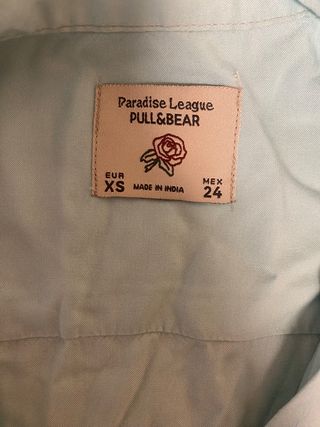 Paradise League
PULL&BEAR
EUR
XS
MADE IN INDIA
MEX
24